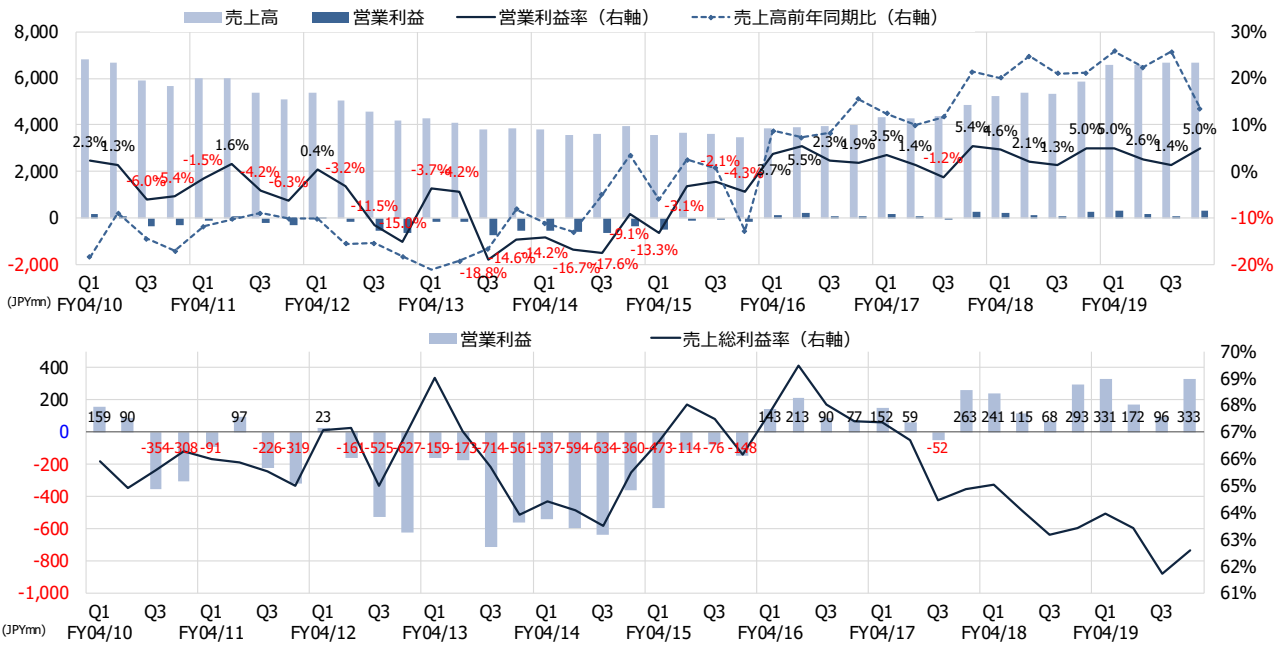 売上高 営業利益 営業利益率（右軸） 売上高前年同期比（右軸）
8,000 30%
6,000 20%
4,000 10%
2,000 0%
0 -10%
-2,000 -20%
2.3% 1.3% -6.0% -5.4% -1.5% 1.6% -4.2% -6.3% 0.4% -3.2% -11.5% -15.0% -3.7% -4.2% -18.8% -14.6% -14.2% -16.7% -17.6% -9.1% -13.3% -3.1% -2.1% -4.3% 3.7% 5.5% 2.3% 1.9% 3.5% 1.4% -1.2% 5.4% 4.6% 2.1% 1.3% 5.0% 5.0% 2.6% 1.4% 5.0%
Q1 Q3 Q1 Q3 Q1 Q3 Q1 Q3 Q1 Q3 Q1 Q3 Q1 Q3 Q1 Q3 Q1 Q3 Q1 Q3
(JPYmn) FY04/10 FY04/11 FY04/12 FY04/13 FY04/14 FY04/15 FY04/16 FY04/17 FY04/18 FY04/19
営業利益 売上総利益率（右軸）
400 70%
200 69%
0 68%
-200 67%
-400 66%
-600 65%
-800 64%
-1,000 63%
62%
61%
159 90 -354 -308 -91 97 -226 -319 23 -161 -525 -627 -159 -173 -714 -561 -537 -594 -634 -360 -473 -114 -76 -148 143 213 90 77 152 59 -52 263 241 115 68 293 331 172 96 333
Q1 Q3 Q1 Q3 Q1 Q3 Q1 Q3 Q1 Q3 Q1 Q3 Q1 Q3 Q1 Q3 Q1 Q3 Q1 Q3
(JPYmn) FY04/10 FY04/11 FY04/12 FY04/13 FY04/14 FY04/15 FY04/16 FY04/17 FY04/18 FY04/19